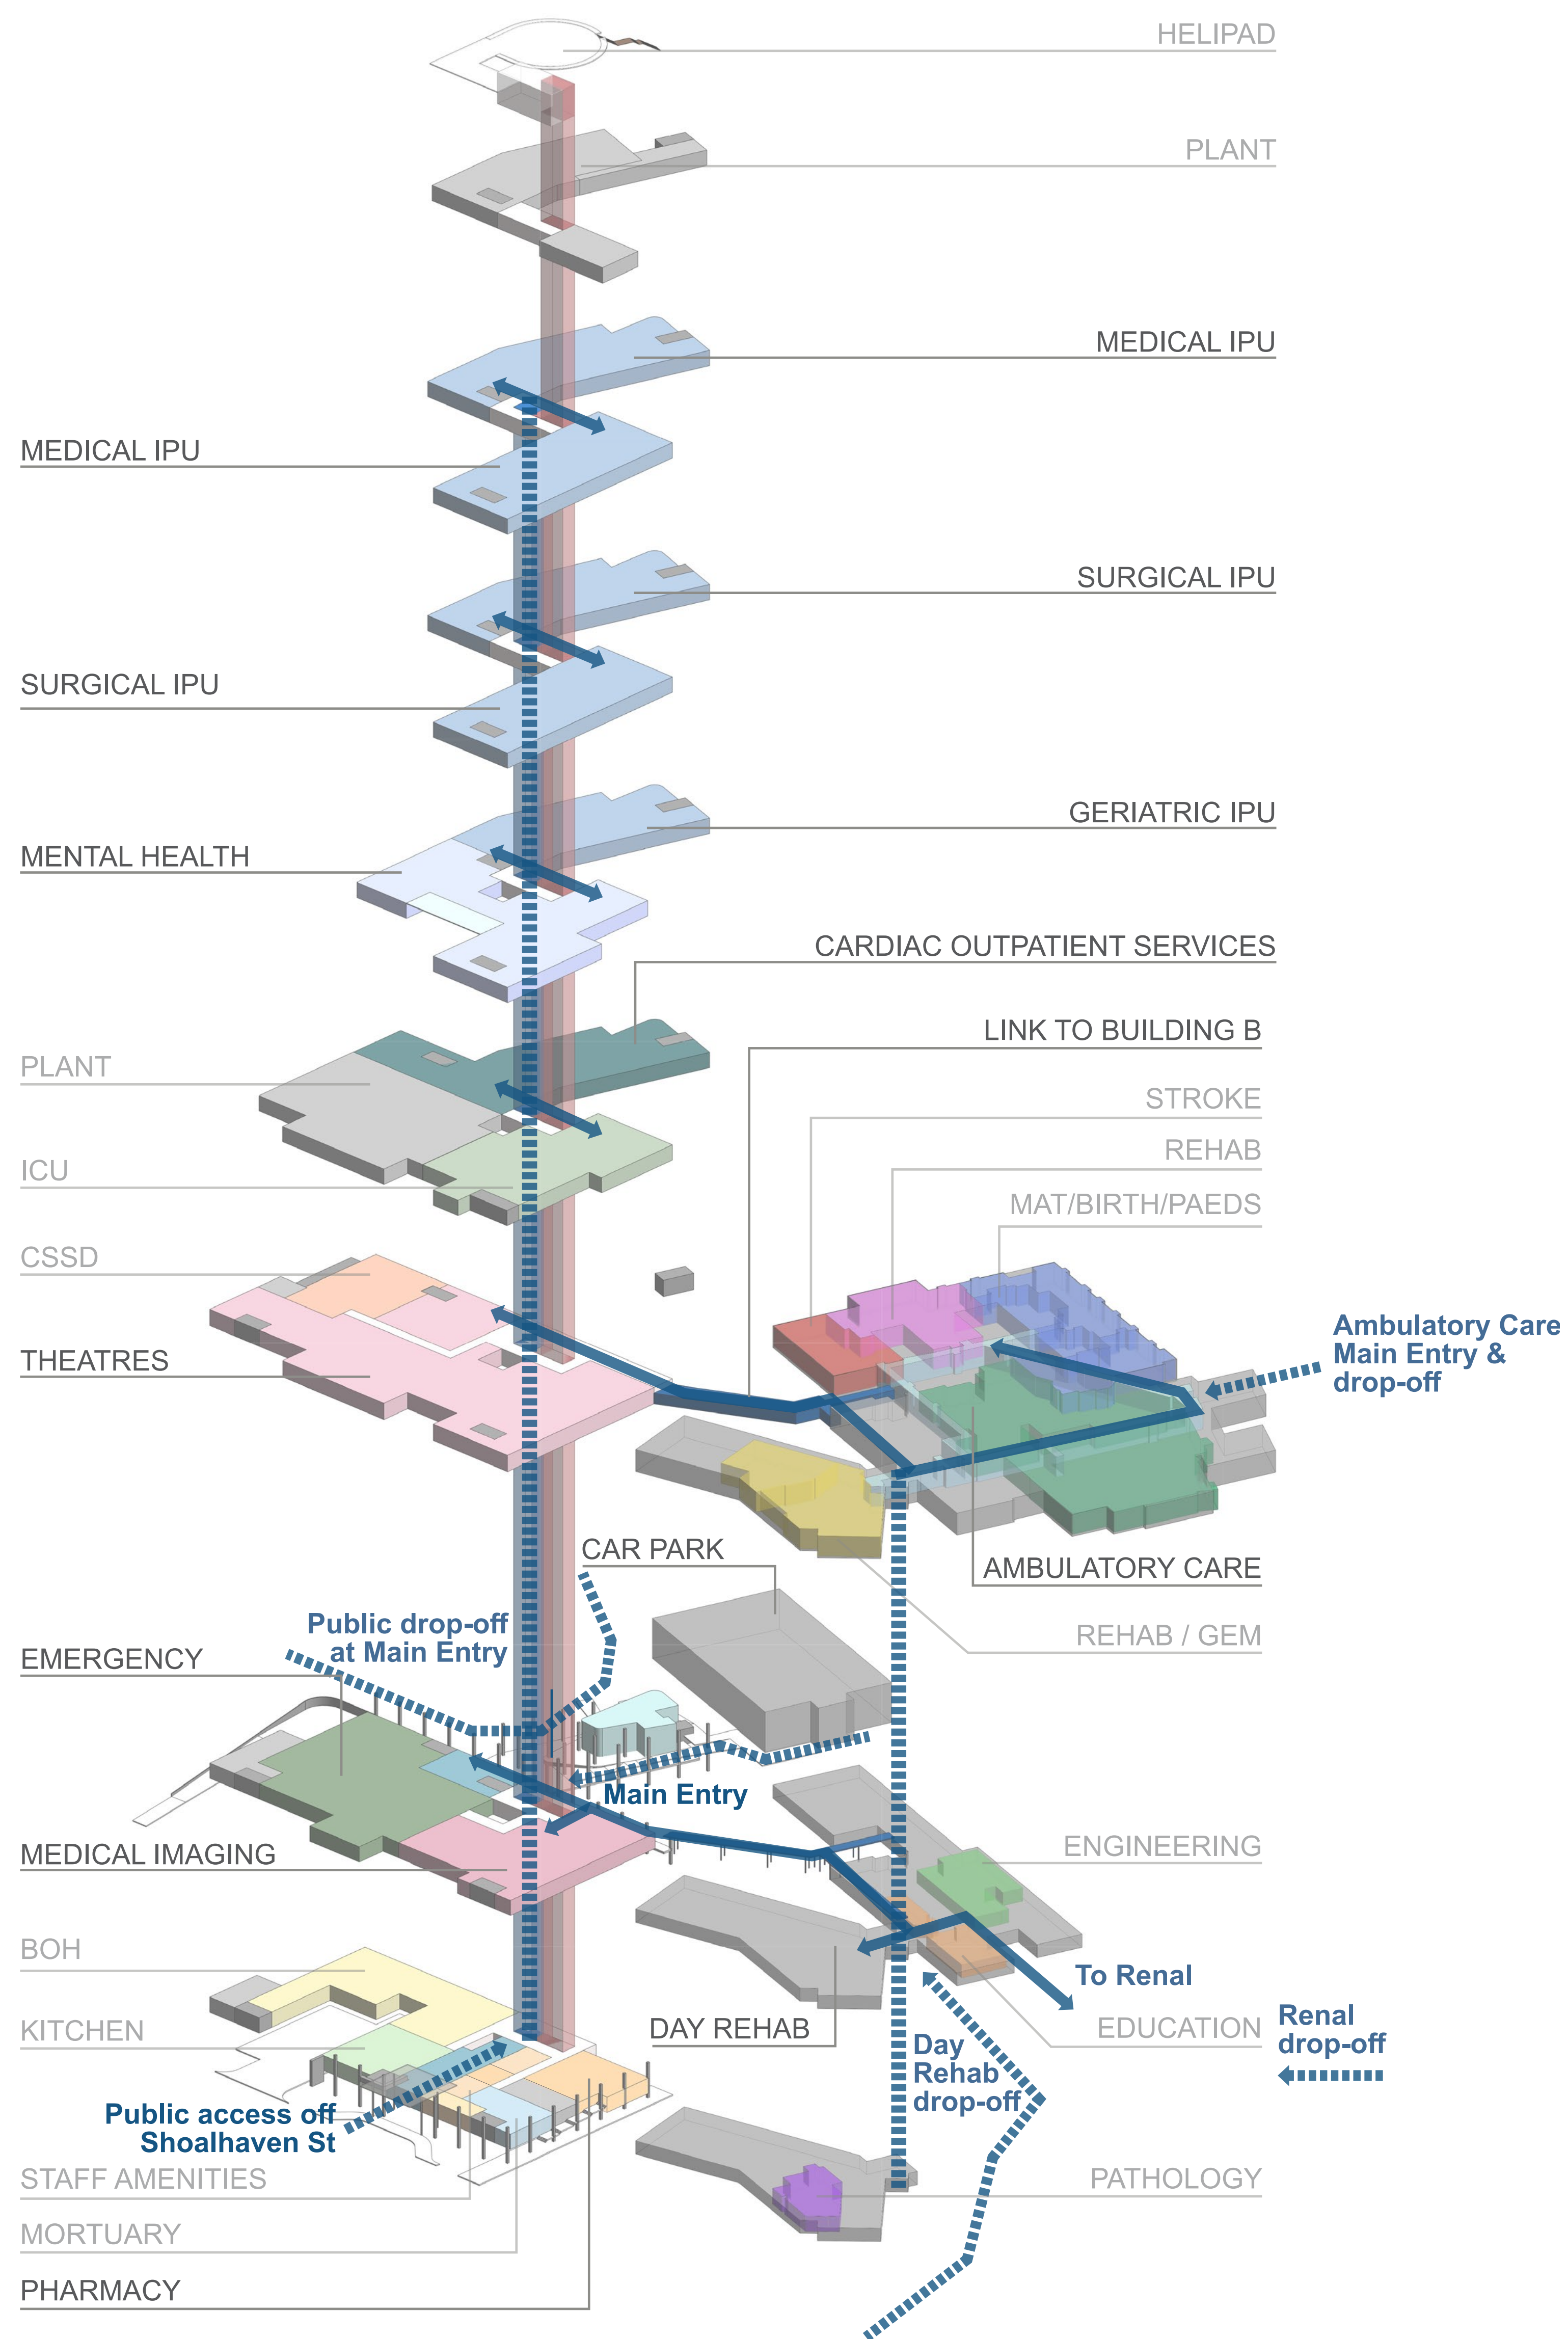 HELIPAD
PLANT
MEDICAL IPU
MEDICAL IPU
SURGICAL IPU
SURGICAL IPU
GERIATRIC IPU
MENTAL HEALTH
CARDIAC OUTPATIENT SERVICES
LINK TO BUILDING B
PLANT
STROKE
REHAB
ICU
MAT/BIRTH/PAEDS
CSSD
Ambulatory Care
Main Entry &
drop-off
THEATRES
CAR PARK
AMBULATORY CARE
Public drop-off
at Main Entry
REHAB / GEM
EMERGENCY
Main Entry
ENGINEERING
MEDICAL IMAGING
BOH
To Renal
KITCHEN
DAY REHAB
EDUCATION
Renal
drop-off
Day
Rehab
drop-off
Public access off
Shoalhaven St
STAFF AMENITIES
PATHOLOGY
MORTUARY
PHARMACY